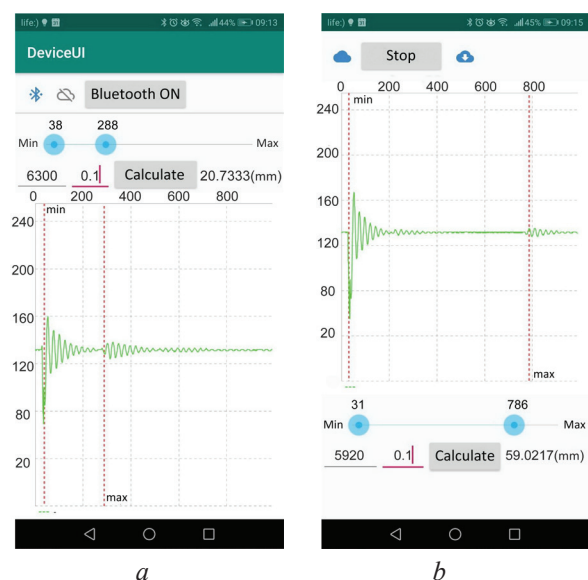 life:) 44% 09:13
DeviceUI
Bluetooth ON
38 288
Min Max
6300 0.1 Calculate 20.7333(mm)
0 200 400 600 800
min
240
200
160
120
80
20
max
a
life:) 45% 09:15
Stop
0 200 400 600 800
min
240
200
160
120
80
20
max
31 786
Min Max
5920 0.1 Calculate 59.0217(mm)
b